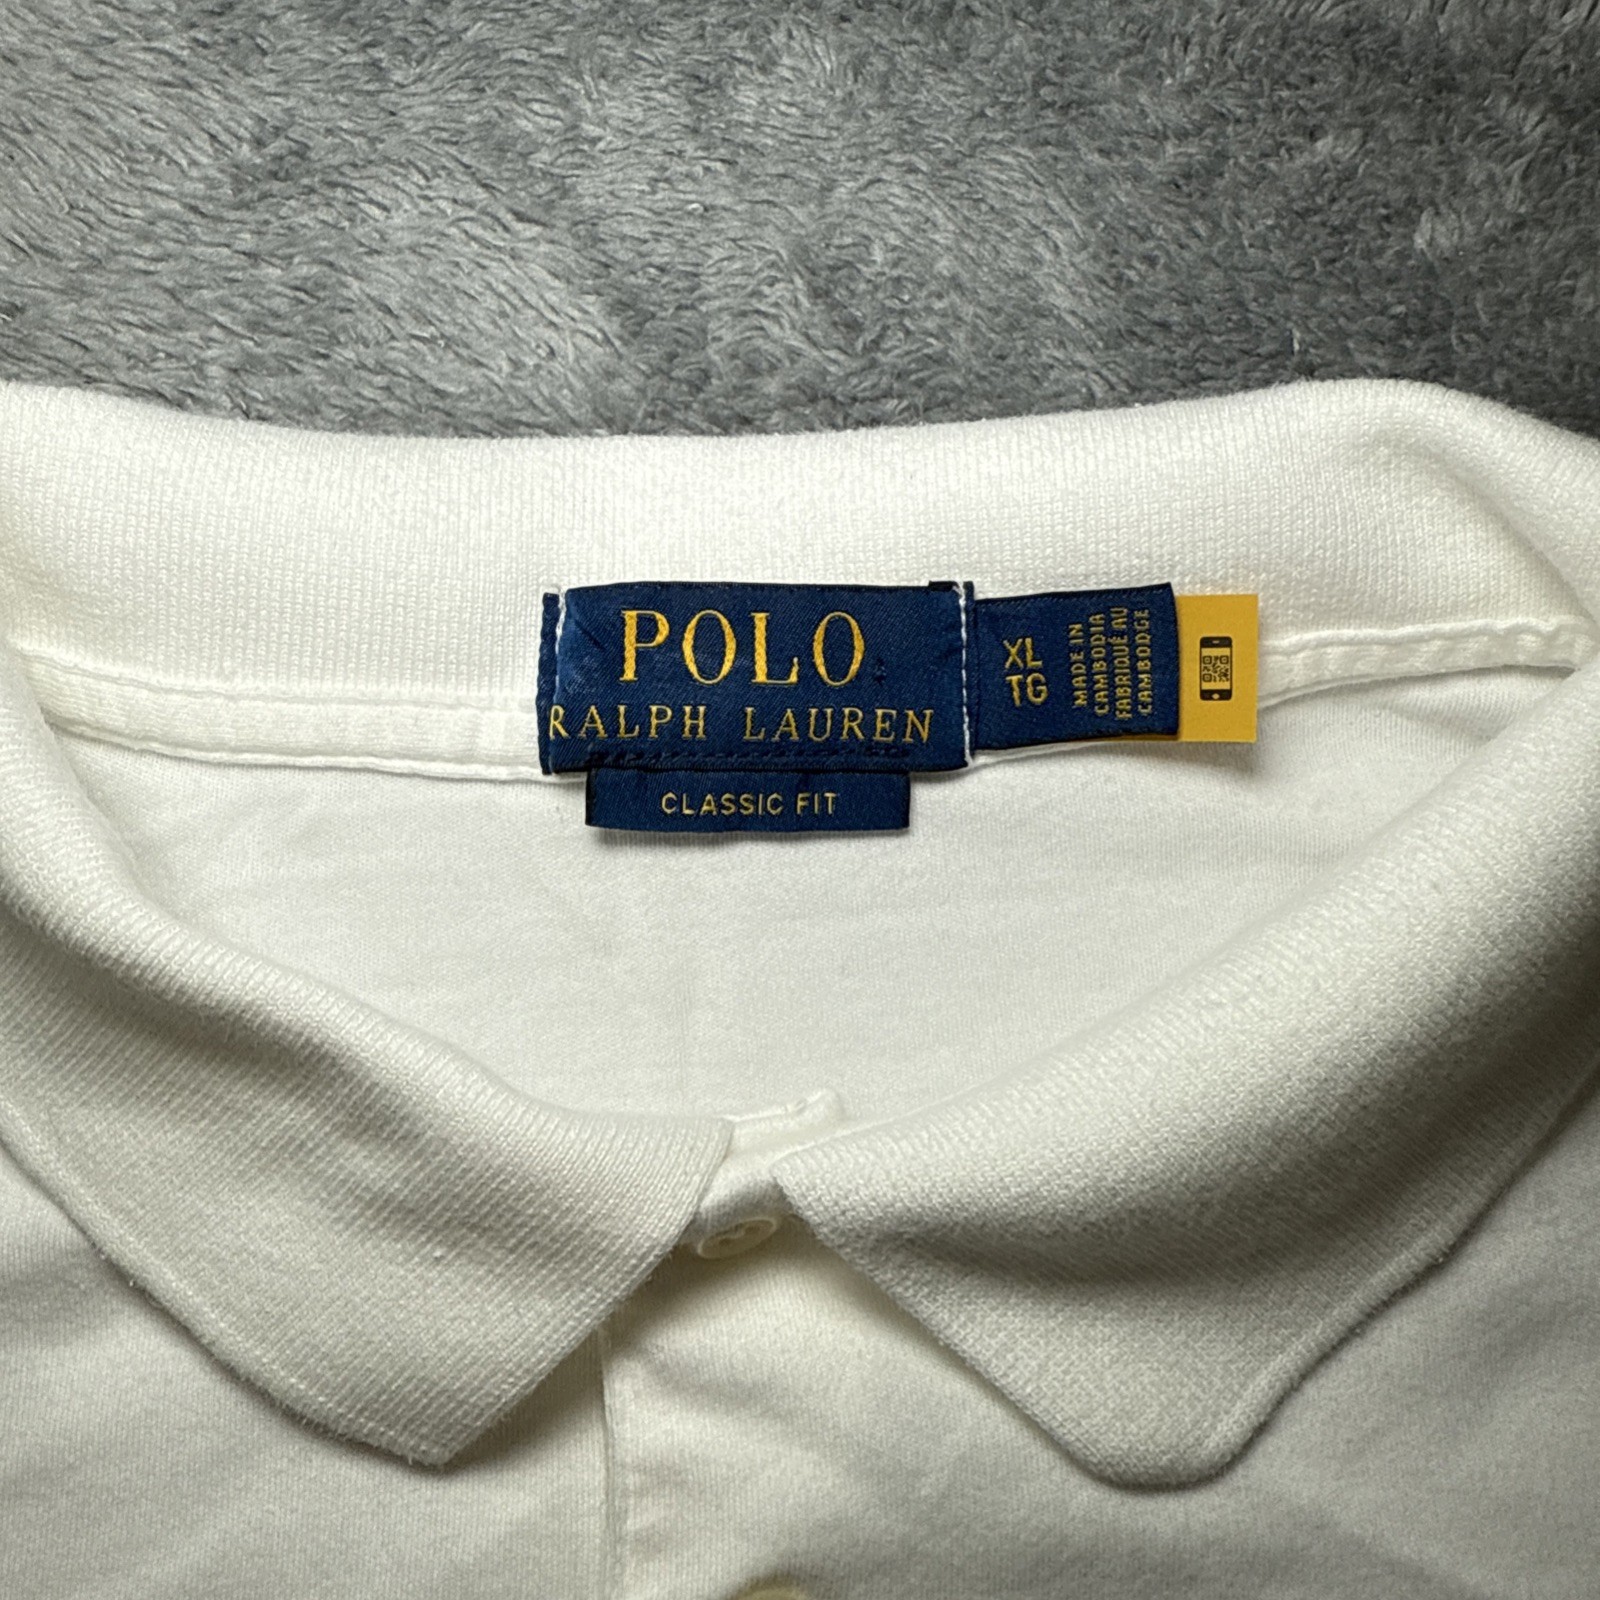 POLO
RALPH LAUREN
CLASSIC FIT
XL
TG
MADE IN
CAMBODIA
FABRIQUÉ AU
CAMBODGE